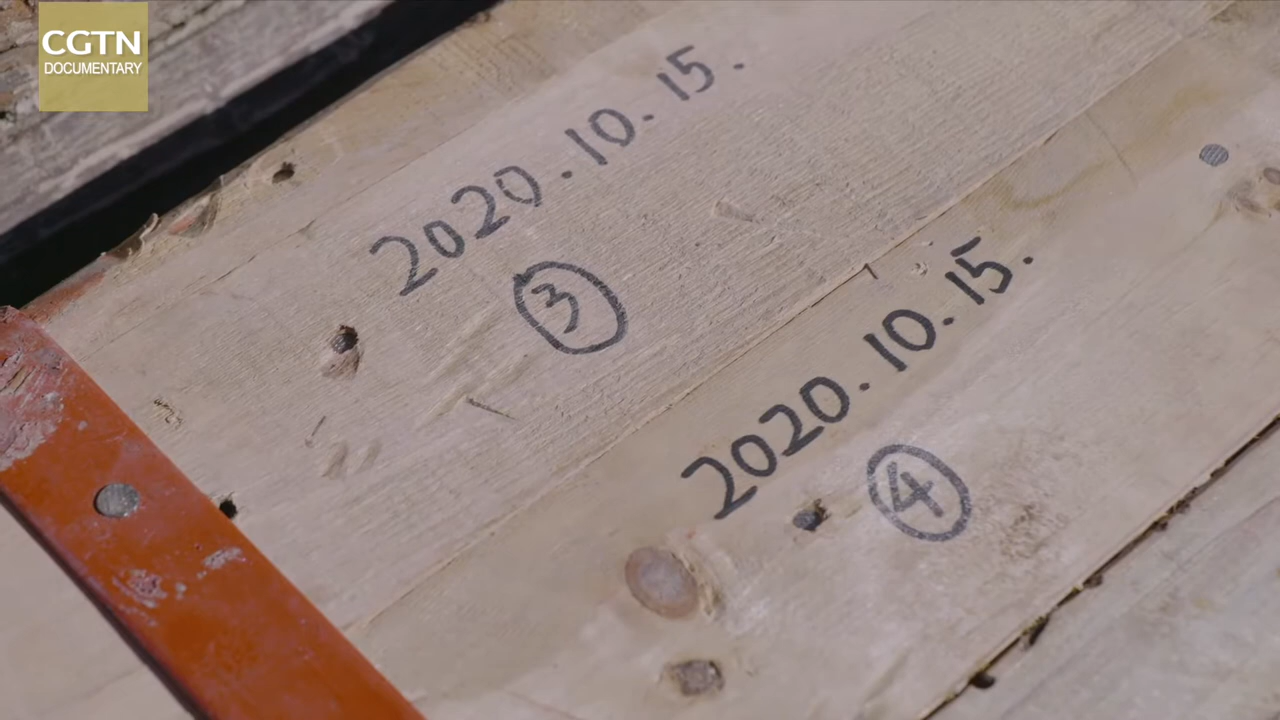 CGTN
DOCUMENTARY
2020.10.15.
③
2020.10.15.
④